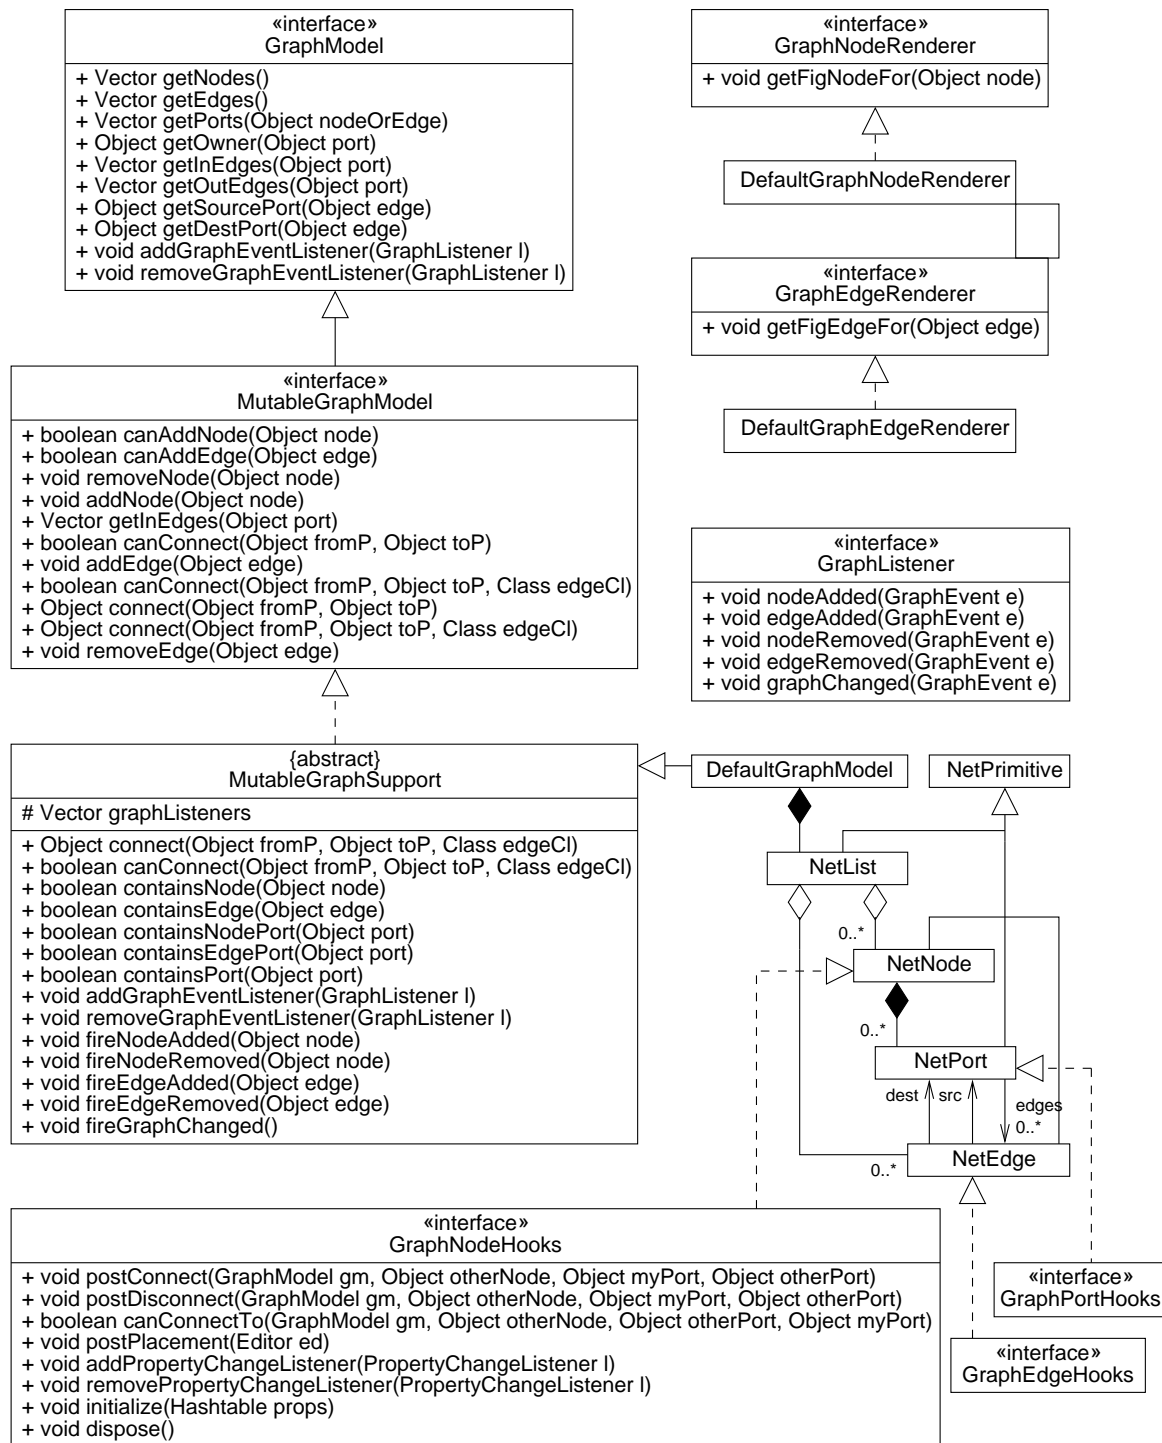 «interface»
GraphModel
+ Vector getNodes()
+ Vector getEdges()
+ Vector getPorts(Object nodeOrEdge)
+ Object getOwner(Object port)
+ Vector getInEdges(Object port)
+ Vector getOutEdges(Object port)
+ Object getSourcePort(Object edge)
+ Object getDestPort(Object edge)
+ void addGraphEventListener(GraphListener l)
+ void removeGraphEventListener(GraphListener l)
«interface»
GraphNodeRenderer
+ void getFigNodeFor(Object node)
DefaultGraphNodeRenderer
«interface»
GraphEdgeRenderer
+ void getFigEdgeFor(Object edge)
DefaultGraphEdgeRenderer
«interface»
MutableGraphModel
+ boolean canAddNode(Object node)
+ boolean canAddEdge(Object edge)
+ void removeNode(Object node)
+ void addNode(Object node)
+ Vector getInEdges(Object port)
+ boolean canConnect(Object fromP, Object toP)
+ void addEdge(Object edge)
+ boolean canConnect(Object fromP, Object toP, Class edgeCl)
+ Object connect(Object fromP, Object toP)
+ Object connect(Object fromP, Object toP, Class edgeCl)
+ void removeEdge(Object edge)
«interface»
GraphListener
+ void nodeAdded(GraphEvent e)
+ void edgeAdded(GraphEvent e)
+ void nodeRemoved(GraphEvent e)
+ void edgeRemoved(GraphEvent e)
+ void graphChanged(GraphEvent e)
{abstract}
MutableGraphSupport
# Vector graphListeners
+ Object connect(Object fromP, Object toP, Class edgeCl)
+ boolean canConnect(Object fromP, Object toP, Class edgeCl)
+ boolean containsNode(Object node)
+ boolean containsEdge(Object edge)
+ boolean containsNodePort(Object port)
+ boolean containsEdgePort(Object port)
+ boolean containsPort(Object port)
+ void addGraphEventListener(GraphListener l)
+ void removeGraphEventListener(GraphListener l)
+ void fireNodeAdded(Object node)
+ void fireNodeRemoved(Object node)
+ void fireEdgeAdded(Object edge)
+ void fireEdgeRemoved(Object edge)
+ void fireGraphChanged()
DefaultGraphModel
NetPrimitive
NetList
0..*
NetNode
0..*
NetPort
dest
src
edges
0..*
NetEdge
0..*
«interface»
GraphNodeHooks
+ void postConnect(GraphModel gm, Object otherNode, Object myPort, Object otherPort)
+ void postDisconnect(GraphModel gm, Object otherNode, Object myPort, Object otherPort)
+ boolean canConnectTo(GraphModel gm, Object otherNode, Object otherPort, Object myPort)
+ void postPlacement(Editor ed)
+ void addPropertyChangeListener(PropertyChangeListener l)
+ void removePropertyChangeListener(PropertyChangeListener l)
+ void initialize(Hashtable props)
+ void dispose()
«interface»
GraphPortHooks
«interface»
GraphEdgeHooks